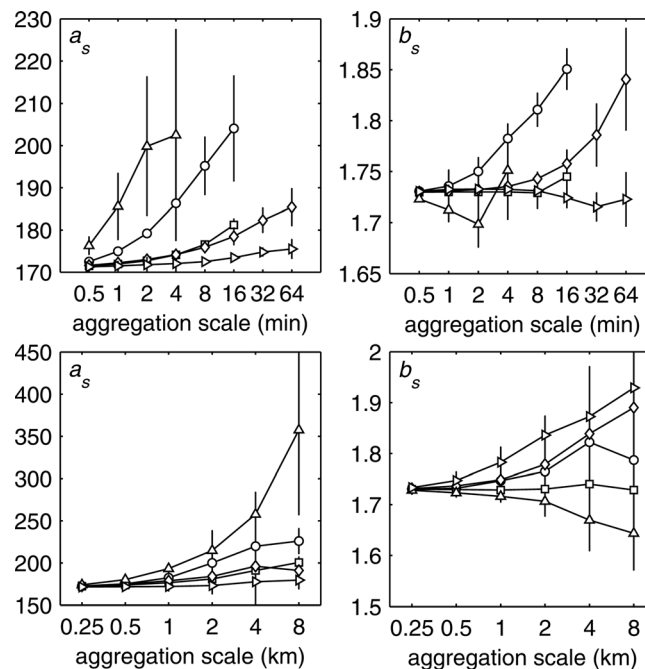 230
220
210
200
190
180
170
a_s
0.5 1 2 4 8 16 32 64
aggregation scale (min)
1.9
1.85
1.8
1.75
1.7
1.65
b_s
0.5 1 2 4 8 16 32 64
aggregation scale (min)
450
400
350
300
250
200
150
a_s
0.25 0.5 1 2 4 8
aggregation scale (km)
2
1.9
1.8
1.7
1.6
1.5
b_s
0.25 0.5 1 2 4 8
aggregation scale (km)